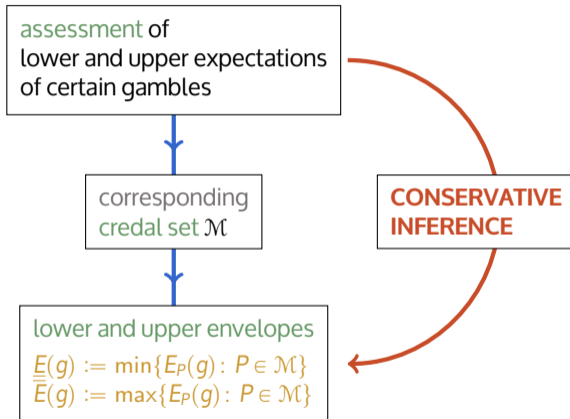 assessment of
lower and upper expectations
of certain gambles
corresponding
credal set ℳ
CONSERVATIVE
INFERENCE
lower and upper envelopes
E̲(g) := min{E_P(g): P ∈ ℳ}
E̅(g) := max{E_P(g): P ∈ ℳ}